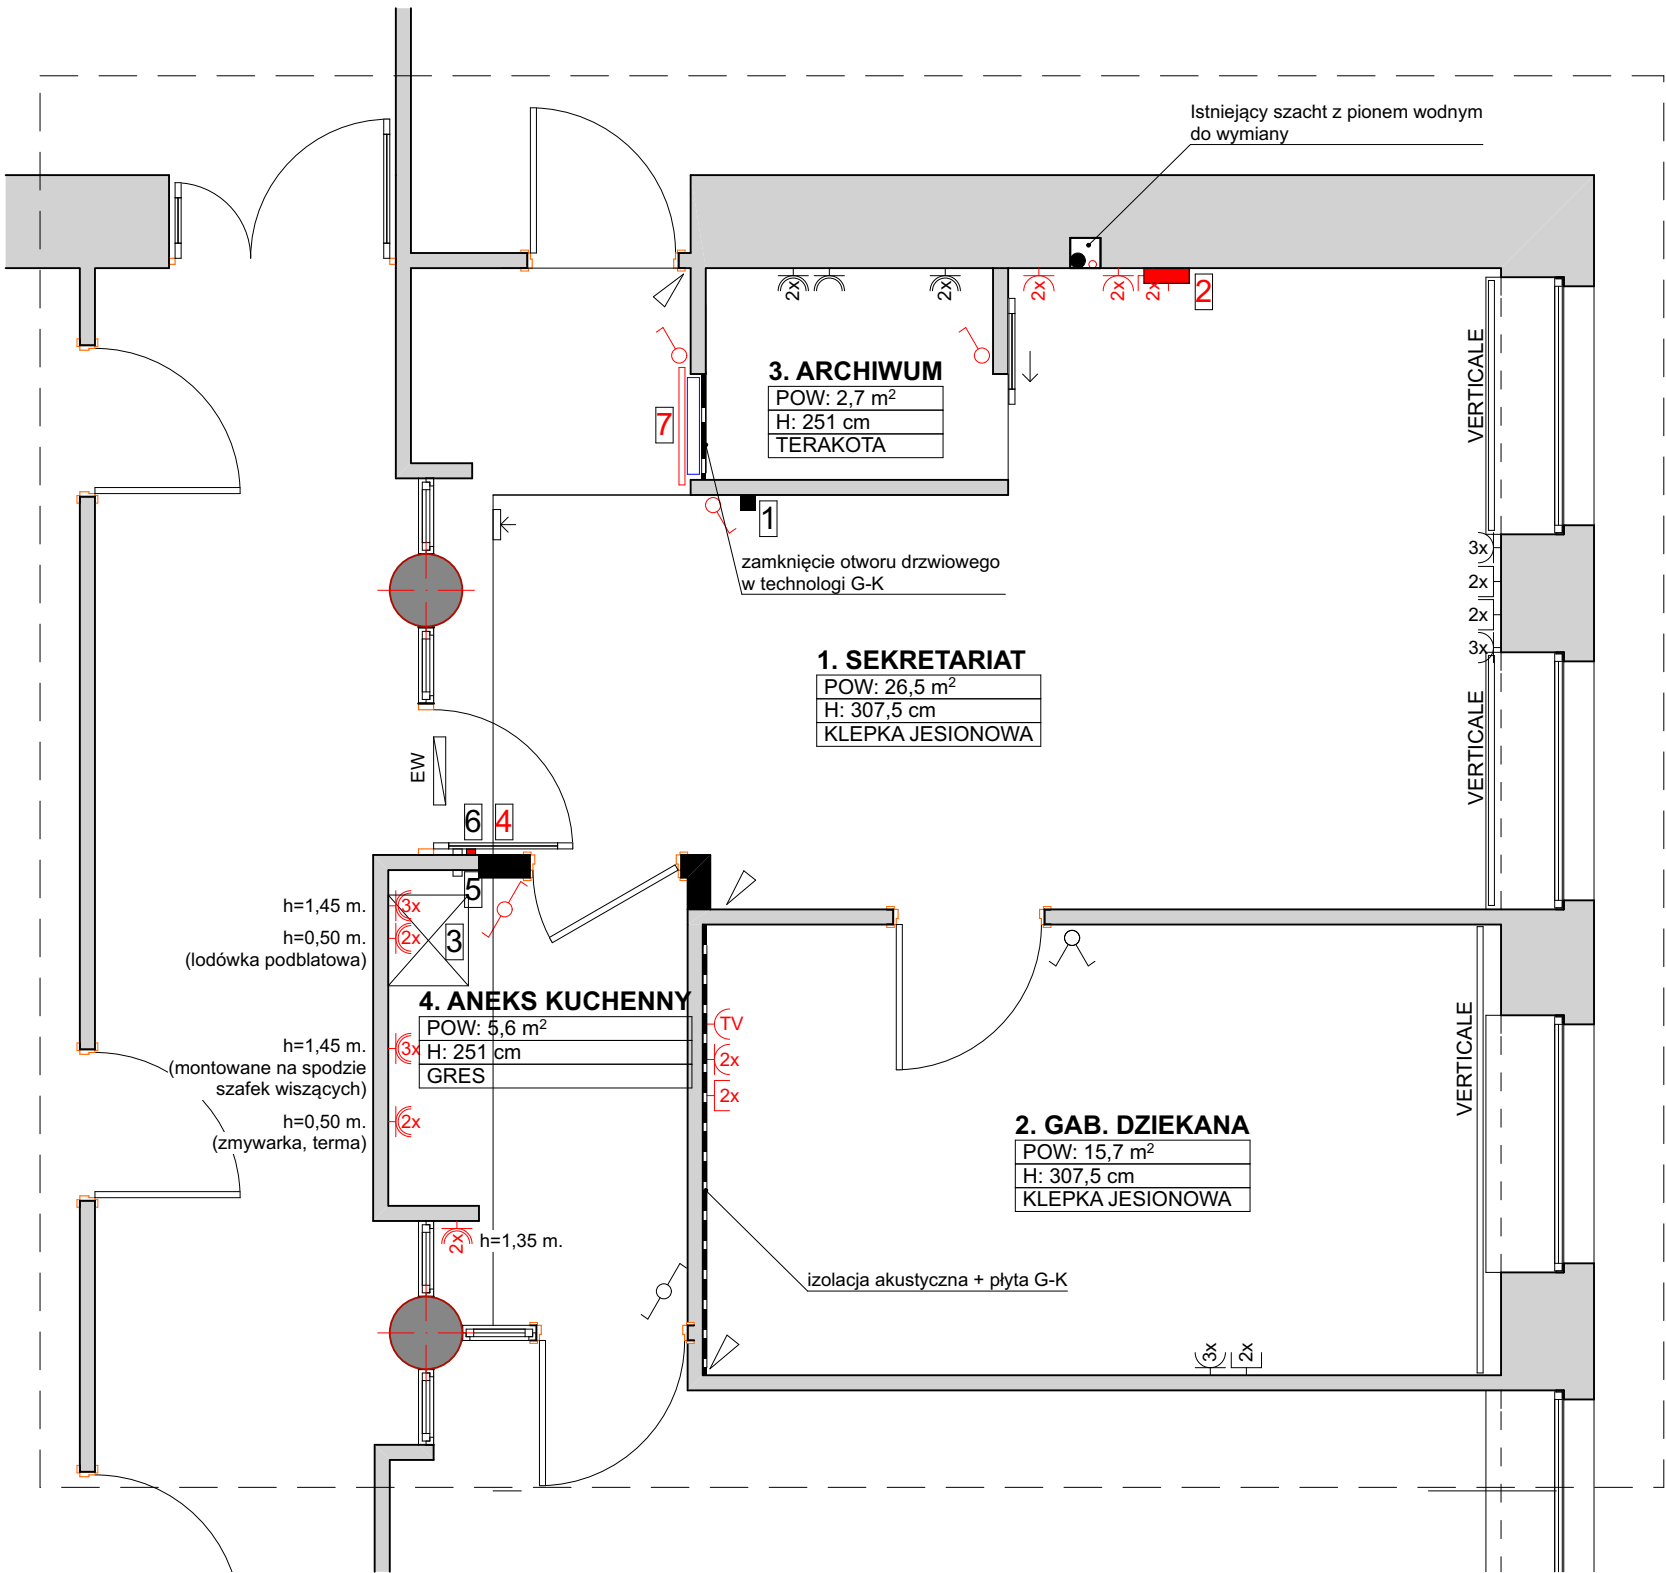 Istniejący szacht z pionem wodnym
do wymiany
2x
2x
2x
2x
2x
2
3. ARCHIWUM
POW: 2,7 m²
H: 251 cm
TERAKOTA
7
VERTICALE
1
zamknięcie otworu drzwiowego
w technologi G-K
3x
2x
2x
3x
1. SEKRETARIAT
POW: 26,5 m²
H: 307,5 cm
KLEPKA JESIONOWA
VERTICALE
EW
6
4
5
3
h=1,45 m.
3x
h=0,50 m.
(lodówka podblatowa)
2x
4. ANEKS KUCHENNY
POW: 5,6 m²
H: 251 cm
GRES
h=1,45 m.
(montowane na spodzie
szafek wiszących)
3x
h=0,50 m.
(zmywarka, terma)
2x
TV
2x
2x
VERTICALE
2. GAB. DZIEKANA
POW: 15,7 m²
H: 307,5 cm
KLEPKA JESIONOWA
2x
h=1,35 m.
izolacja akustyczna + płyta G-K
3x
2x